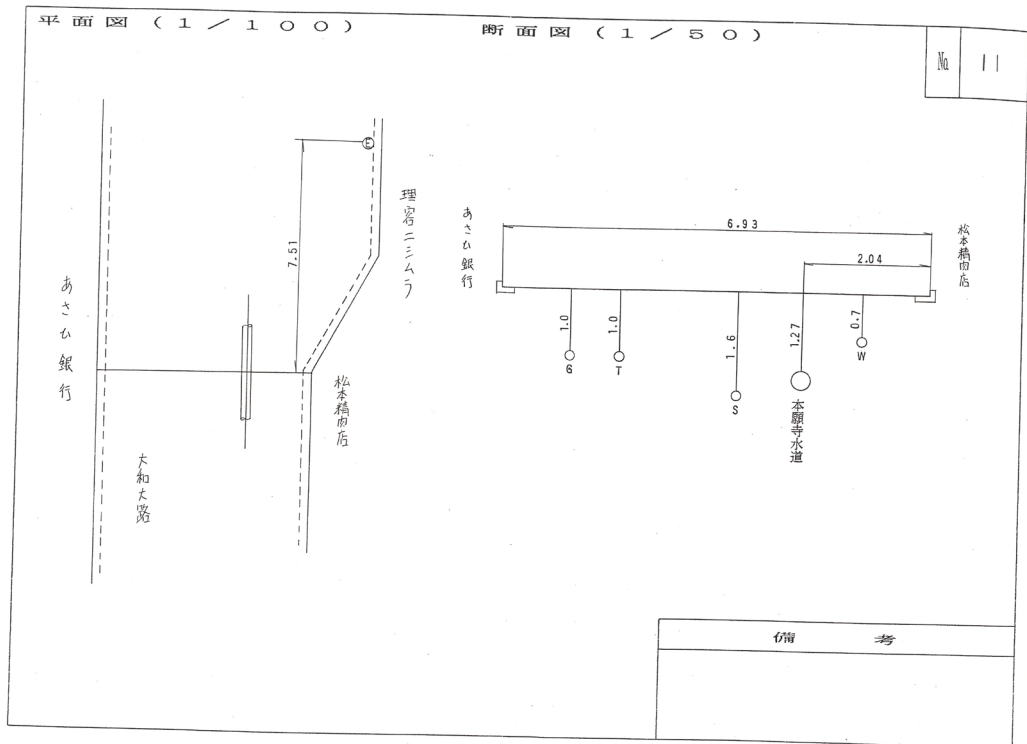 平面図(1/100)
断面図(1/50)
№ 11
E
7.51
理容ニシムラ
あさひ銀行
松本精肉店
大和大路
あさひ銀行
6.93
松本精肉店
2.04
1.0
G
1.0
T
1.6
S
1.27
本願寺水道
0.7
W
備考